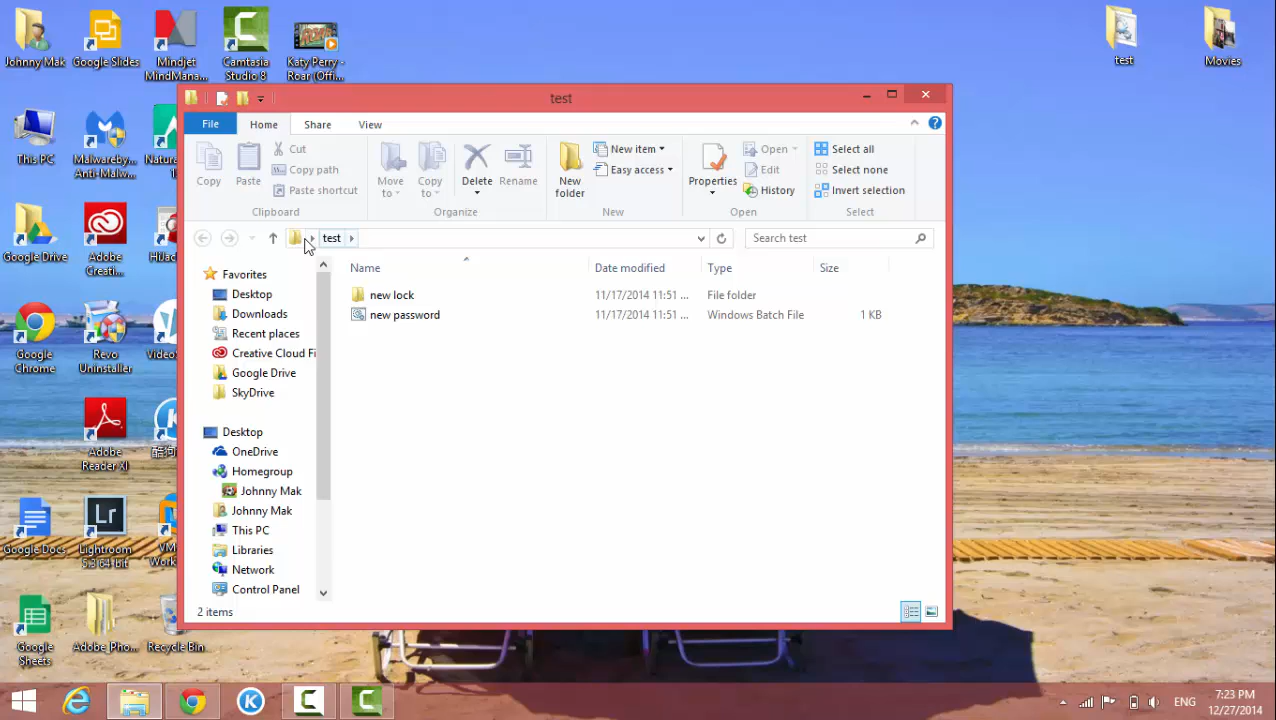 Johnny Mak
Google Slides
Mindjet
MindMana...
Camtasia
Studio 8
Katy Perry -
Roar (Offi...
test
Movies
test
File
Home
Share
View
Copy
Paste
Cut
Copy path
Paste shortcut
Clipboard
Move
to
Copy
to
Delete
Rename
Organize
New
folder
New item
Easy access
New
Properties
Open
Edit
History
Open
Select all
Select none
Invert selection
Select
test
Search test
This PC
Malwareby...
Anti-Malw...
Google Drive
Adobe
Creati...
Google
Chrome
Revo
Uninstaller
Adobe
Reader XI
Google Docs
Lightroom
5.3 64-bit
Google
Sheets
Adobe_Pho...
Recycle Bin
Favorites
Desktop
Downloads
Recent places
Creative Cloud Fi
Google Drive
SkyDrive
Desktop
OneDrive
Homegroup
Johnny Mak
Johnny Mak
This PC
Libraries
Network
Control Panel
Name
Date modified
Type
Size
new lock
11/17/2014 11:51 ...
File folder
new password
11/17/2014 11:51 ...
Windows Batch File
1 KB
2 items
ENG
7:23 PM
12/27/2014